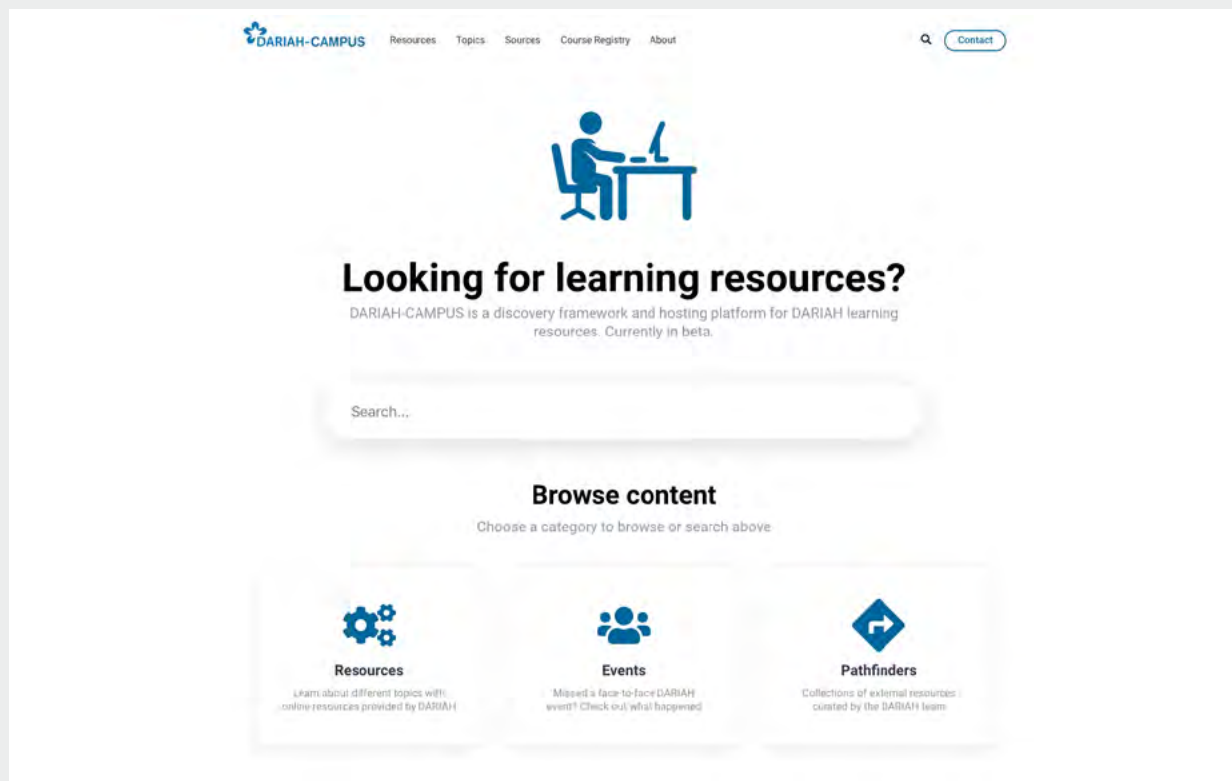 DARIAH-CAMPUS Resources Topics Sources Course Registry About Contact
Looking for learning resources?
DARIAH-CAMPUS is a discovery framework and hosting platform for DARIAH learning
resources. Currently in beta.
Search...
Browse content
Choose a category to browse or search above
Resources
Learn about different topics with
online resources provided by DARIAH
Events
Missed a face-to-face DARIAH
event? Check out what happened
Pathfinders
Collections of external resources
curated by the DARIAH team